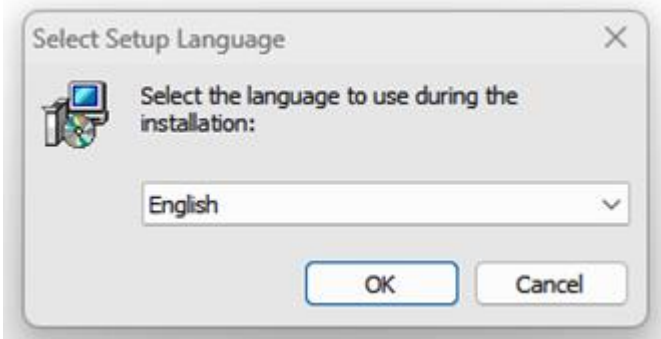 Select Setup Language
Select the language to use during the
installation:
English
OK
Cancel